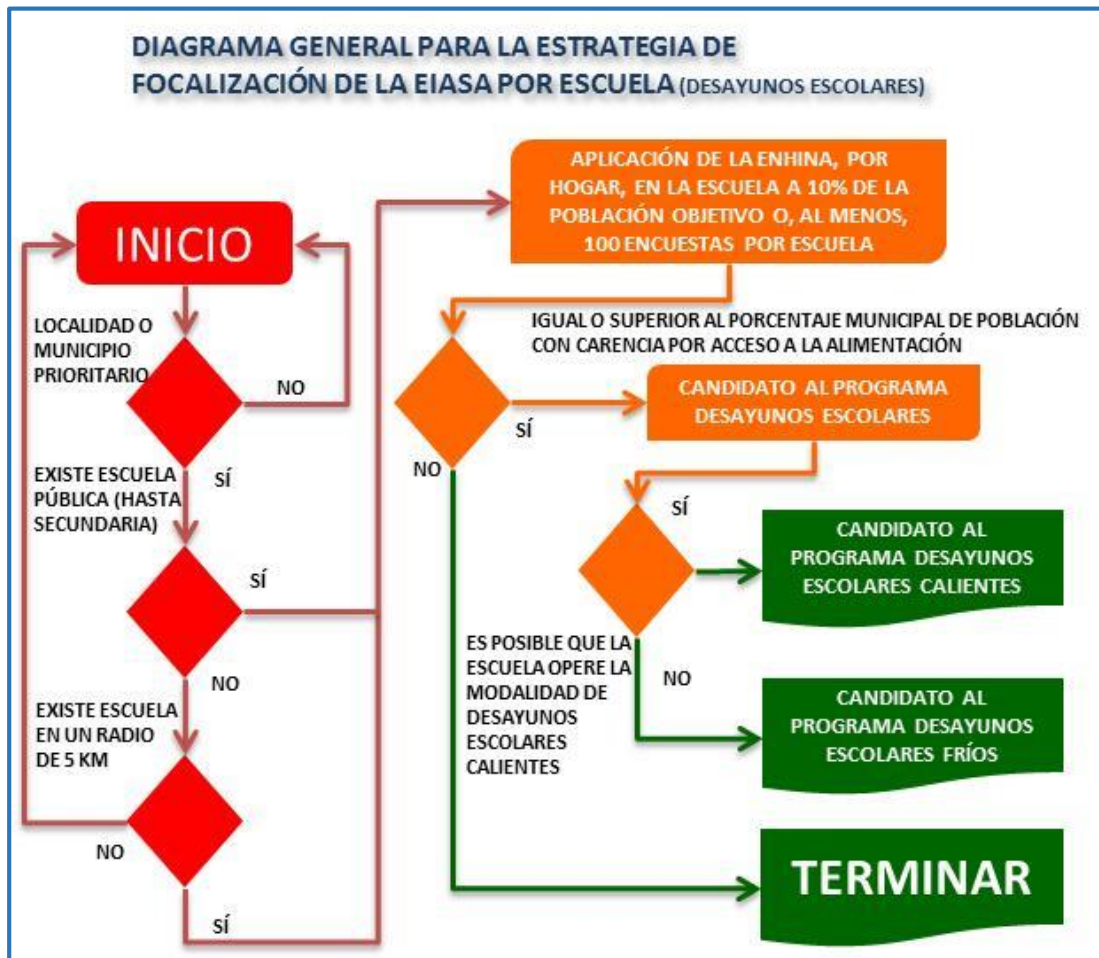 DIAGRAMA GENERAL PARA LA ESTRATEGIA DE
FOCALIZACIÓN DE LA EIASA POR ESCUELA (DESAYUNOS ESCOLARES)
INICIO
LOCALIDAD O
MUNICIPIO
PRIORITARIO
NO
SÍ
EXISTE ESCUELA
PÚBLICA (HASTA
SECUNDARIA)
SÍ
NO
EXISTE ESCUELA
EN UN RADIO
DE 5 KM
NO
SÍ
APLICACIÓN DE LA ENHINA, POR
HOGAR, EN LA ESCUELA A 10% DE LA
POBLACIÓN OBJETIVO O, AL MENOS,
100 ENCUESTAS POR ESCUELA
IGUAL O SUPERIOR AL PORCENTAJE MUNICIPAL DE POBLACIÓN
CON CARENCIA POR ACCESO A LA ALIMENTACIÓN
SÍ
NO
CANDIDATO AL PROGRAMA
DESAYUNOS ESCOLARES
SÍ
ES POSIBLE QUE LA
ESCUELA OPERE LA
MODALIDAD DE
DESAYUNOS
ESCOLARES
CALIENTES
NO
CANDIDATO AL
PROGRAMA DESAYUNOS
ESCOLARES CALIENTES
CANDIDATO AL
PROGRAMA DESAYUNOS
ESCOLARES FRÍOS
TERMINAR